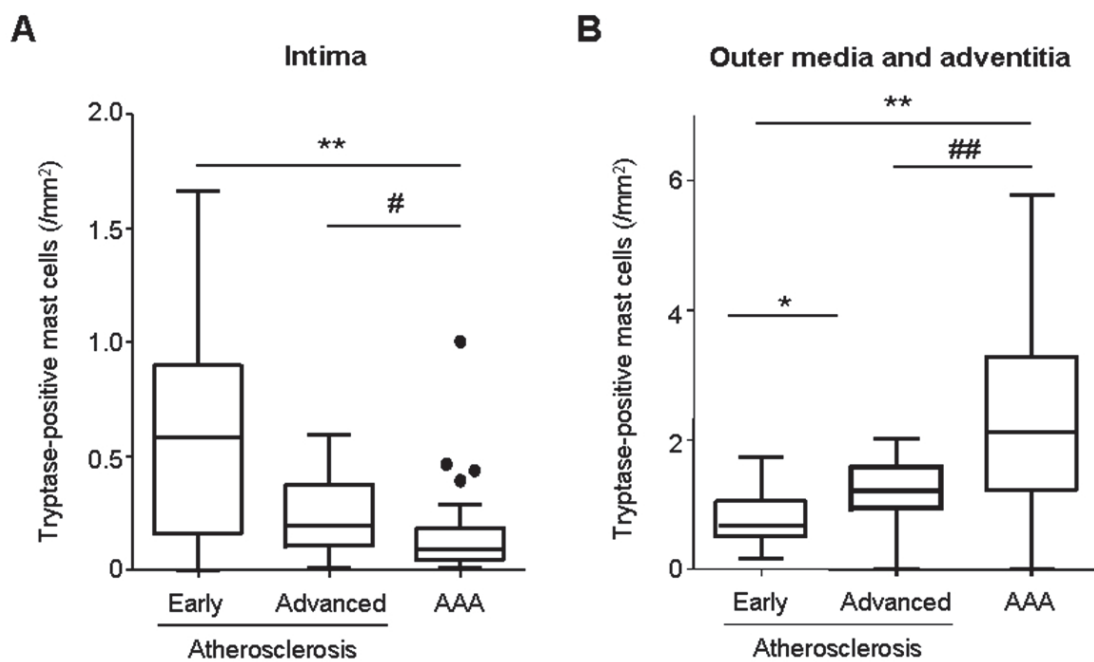 A
Intima
Tryptase-positive mast cells (/mm²)
2.0
1.5
1.0
0.5
0
**
#
Early
Advanced
AAA
Atherosclerosis
B
Outer media and adventitia
Tryptase-positive mast cells (/mm²)
6
4
2
0
**
##
*
Early
Advanced
AAA
Atherosclerosis